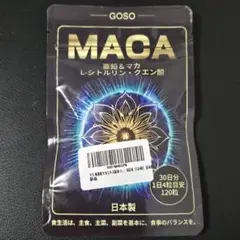 GOSO
MACA
亜鉛&マカ
L-シトルリン・クエン酸
30日分
1日4粒目安
120粒
日本製
食生活は、主食、主菜、副菜を基本に、食事のバランスを。